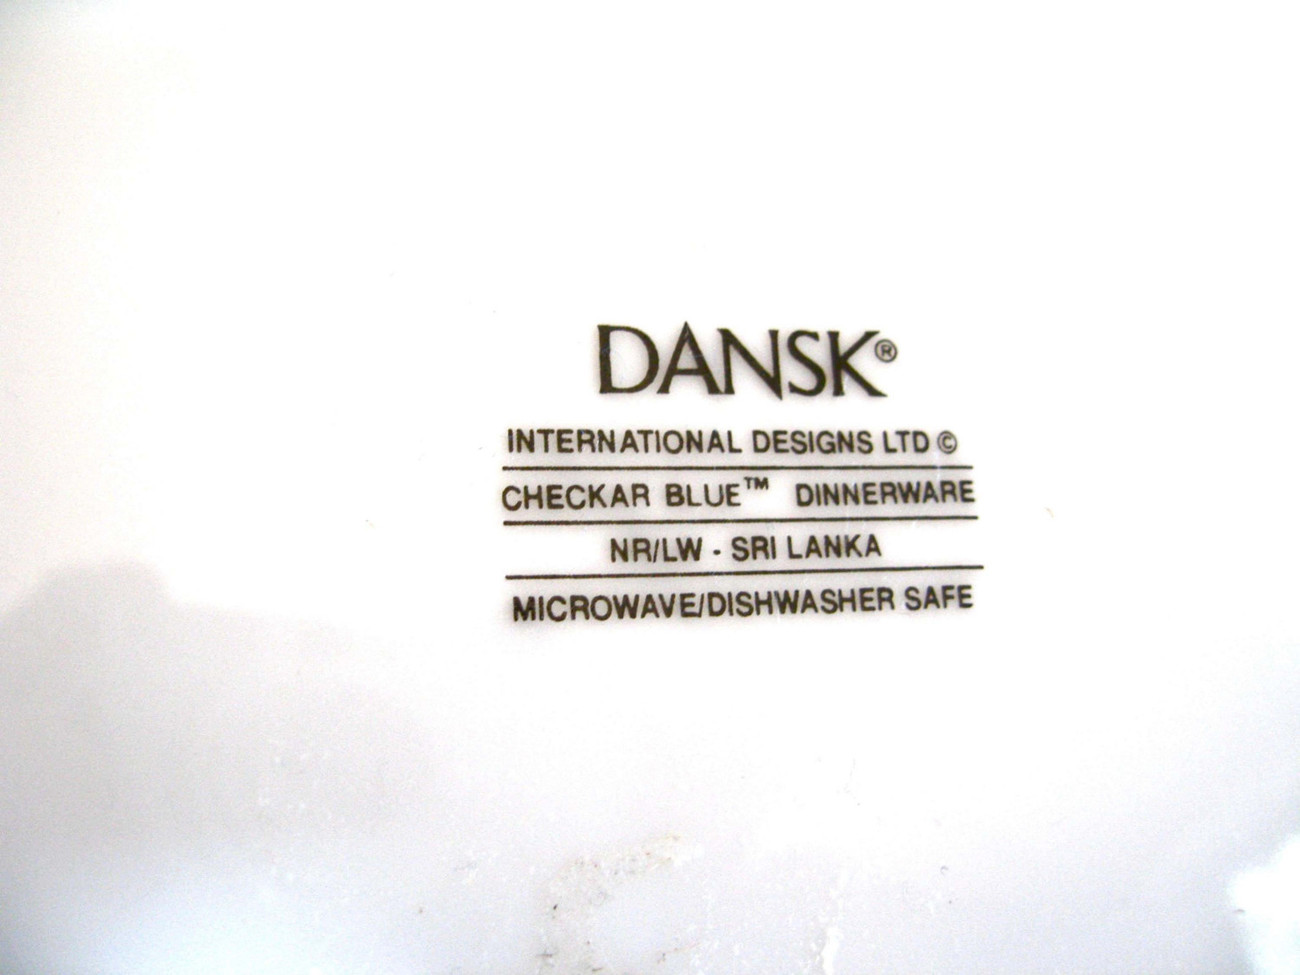 DANSK®
INTERNATIONAL DESIGNS LTD ©
CHECKAR BLUE™ DINNERWARE
NR/LW - SRI LANKA
MICROWAVE/DISHWASHER SAFE